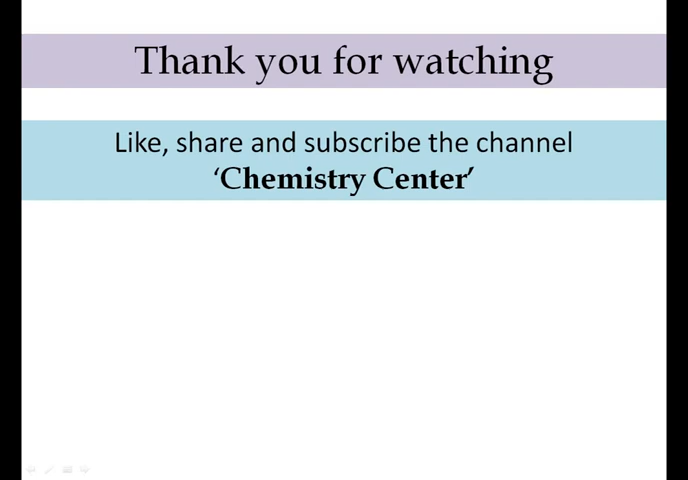 Thank you for watching
Like, share and subscribe the channel
‘Chemistry Center’